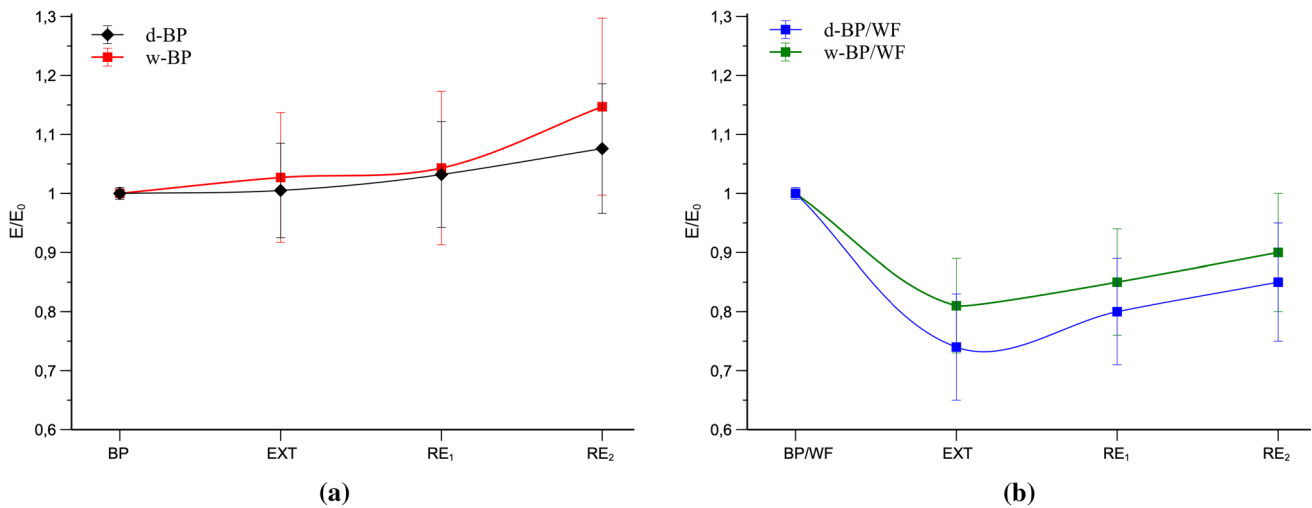 d-BP
w-BP
E/E₀
1,3
1,2
1,1
1
0,9
0,8
0,7
0,6
BP EXT RE₁ RE₂
(a)
d-BP/WF
w-BP/WF
E/E₀
1,3
1,2
1,1
1
0,9
0,8
0,7
0,6
BP/WF EXT RE₁ RE₂
(b)